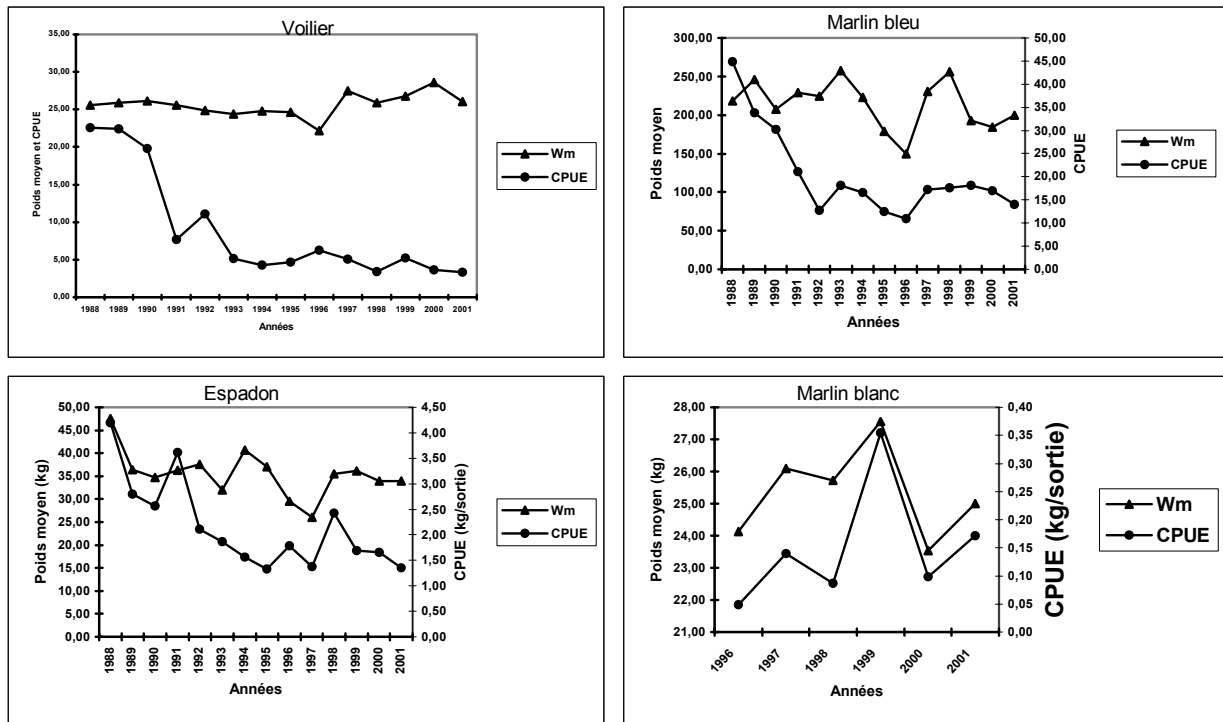 Voilier
35,00
30,00
25,00
20,00
15,00
10,00
5,00
0,00
Poids moyen et CPUE
1988 1989 1990 1991 1992 1993 1994 1995 1996 1997 1998 1999 2000 2001
Années
Wm
CPUE
Marlin bleu
300,00
250,00
200,00
150,00
100,00
50,00
0,00
Poids moyen
50,00
45,00
40,00
35,00
30,00
25,00
20,00
15,00
10,00
5,00
0,00
CPUE
1988 1989 1990 1991 1992 1993 1994 1995 1996 1997 1998 1999 2000 2001
Années
Wm
CPUE
Espadon
50,00
45,00
40,00
35,00
30,00
25,00
20,00
15,00
10,00
5,00
0,00
Poids moyen (kg)
4,50
4,00
3,50
3,00
2,50
2,00
1,50
1,00
0,50
0,00
CPUE (kg/sortie)
1988 1989 1990 1991 1992 1993 1994 1995 1996 1997 1998 1999 2000 2001
Années
Wm
CPUE
Marlin blanc
28,00
27,00
26,00
25,00
24,00
23,00
22,00
21,00
Poids moyen (kg)
0,40
0,35
0,30
0,25
0,20
0,15
0,10
0,05
0,00
CPUE (kg/sortie)
1996 1997 1998 1999 2000 2001
Années
Wm
CPUE